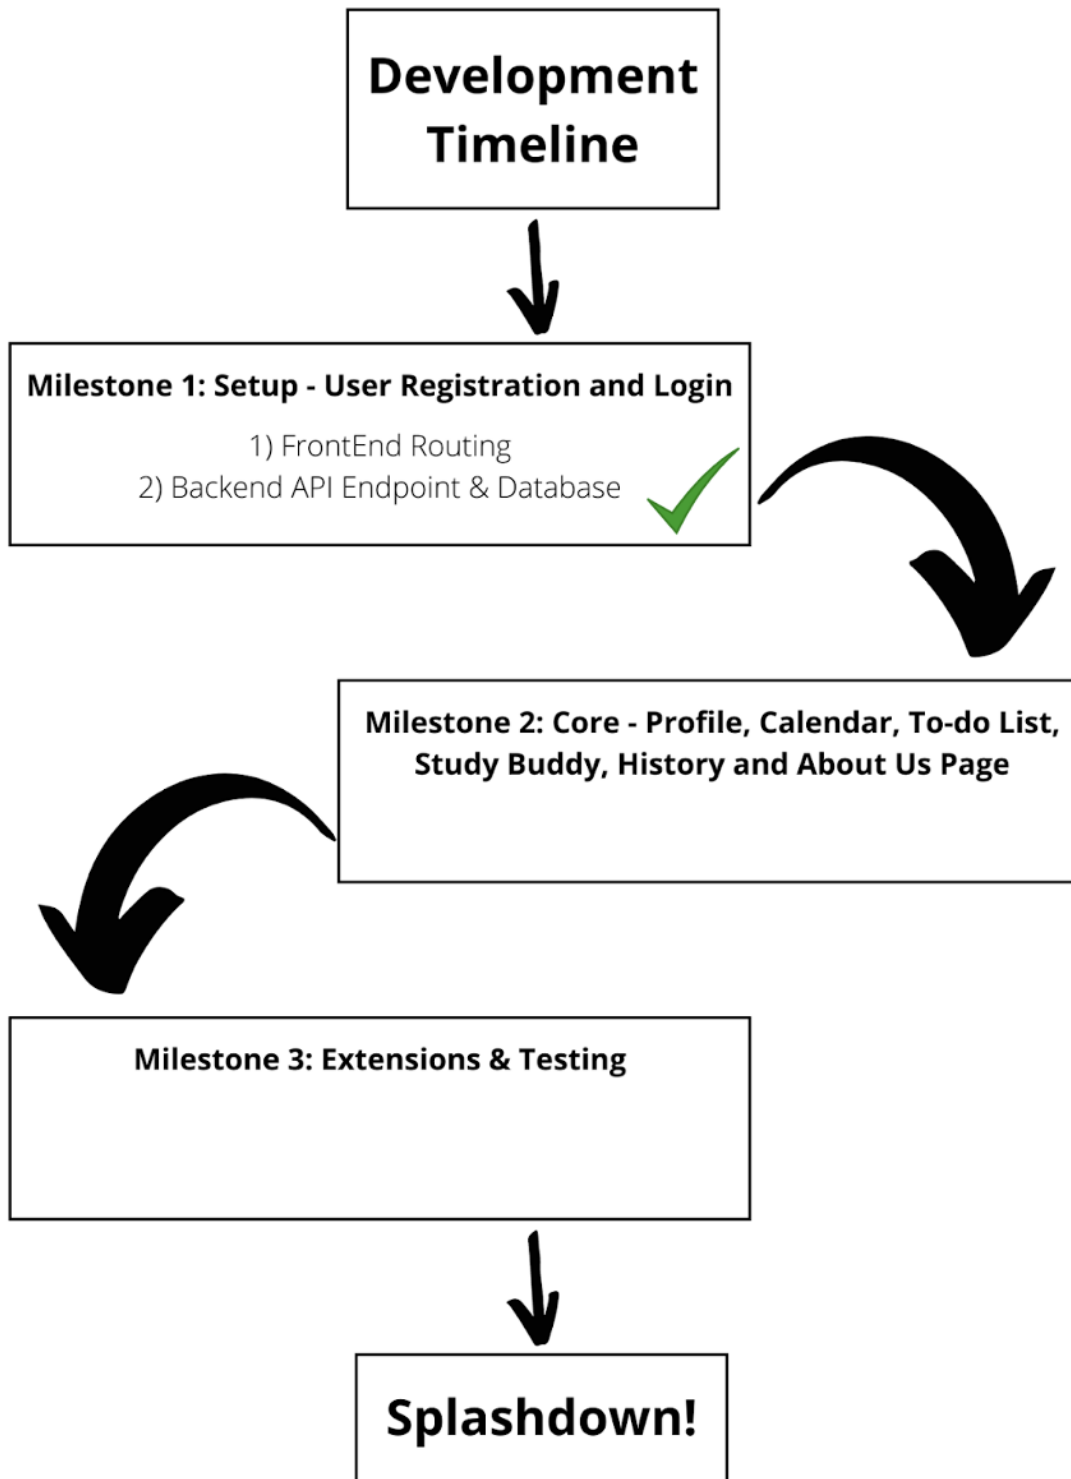 Development
Timeline
Milestone 1: Setup - User Registration and Login
1) FrontEnd Routing
2) Backend API Endpoint & Database
Milestone 2: Core - Profile, Calendar, To-do List,
Study Buddy, History and About Us Page
Milestone 3: Extensions & Testing
Splashdown!